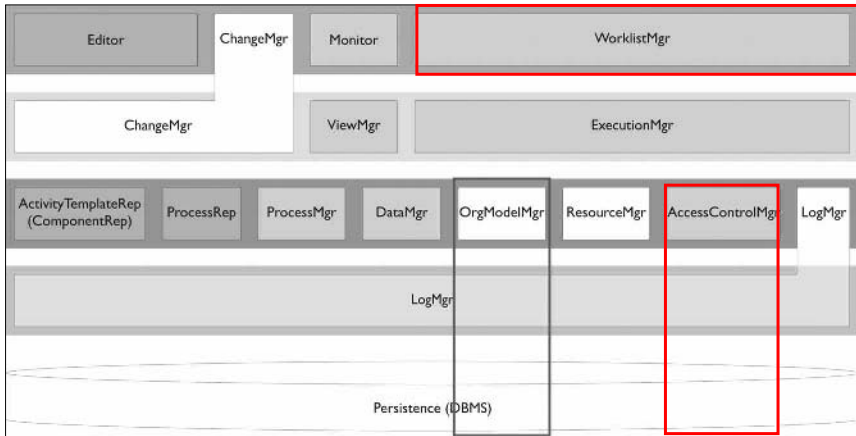 Editor
ChangeMgr
Monitor
WorklistMgr
ChangeMgr
ViewMgr
ExecutionMgr
ActivityTemplateRep
(ComponentRep)
ProcessRep
ProcessMgr
DataMgr
OrgModelMgr
ResourceMgr
AccessControlMgr
LogMgr
LogMgr
Persistence (DBMS)